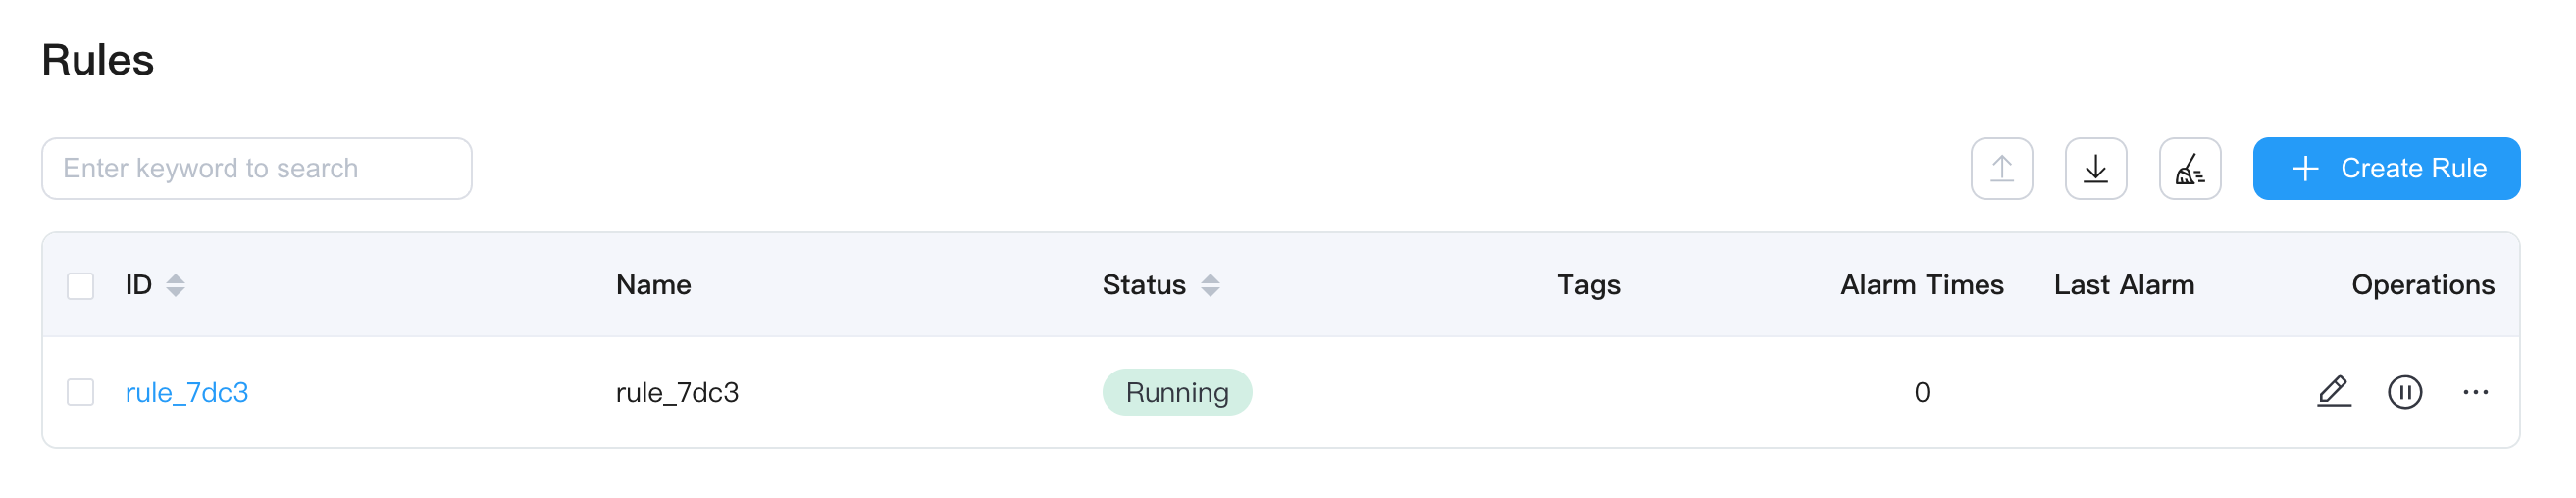 Rules
Enter keyword to search
Create Rule
ID Name Status Tags Alarm Times Last Alarm Operations
rule_7dc3 rule_7dc3 Running 0